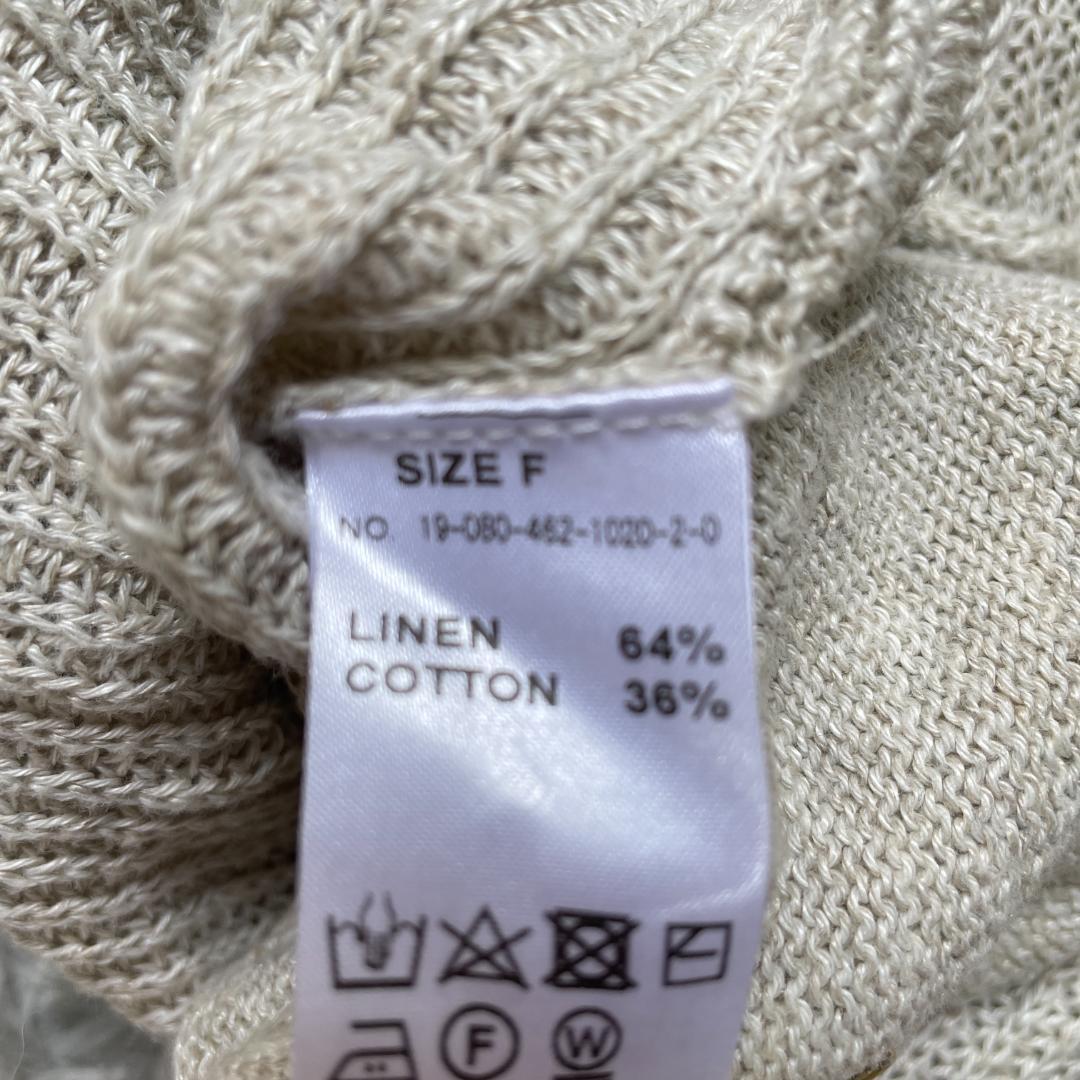 SIZE F
NO. 19-080-462-1020-2-0
LINEN 64%
COTTON 36%
F W